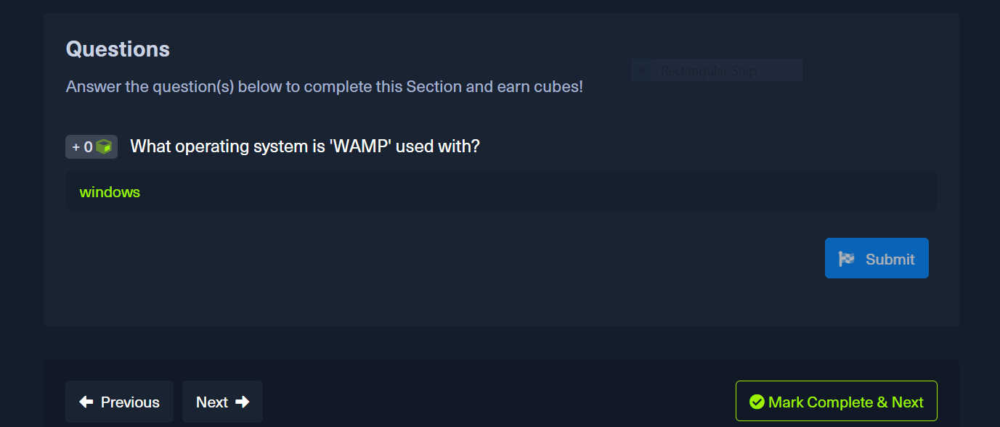 Questions
Rectangular Snip
Answer the question(s) below to complete this Section and earn cubes!
+ 0 What operating system is 'WAMP' used with?
windows
Submit
Previous Next Mark Complete & Next